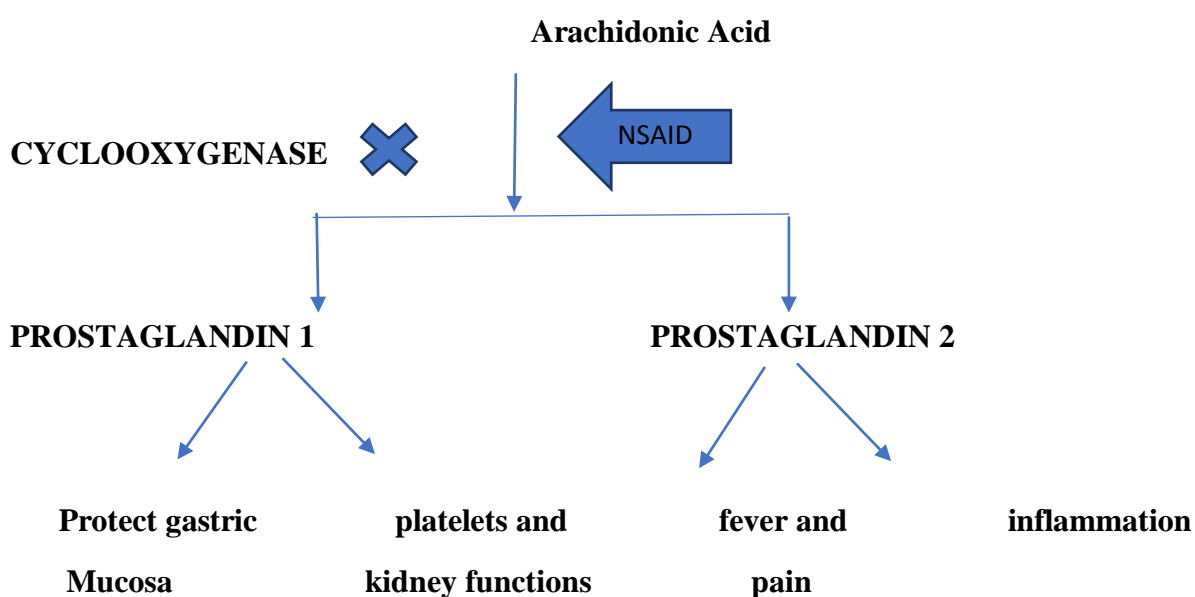 Arachidonic Acid
NSAID
CYCLOOXYGENASE
PROSTAGLANDIN 1 PROSTAGLANDIN 2
Protect gastric platelets and fever and inflammation
Mucosa kidney functions pain